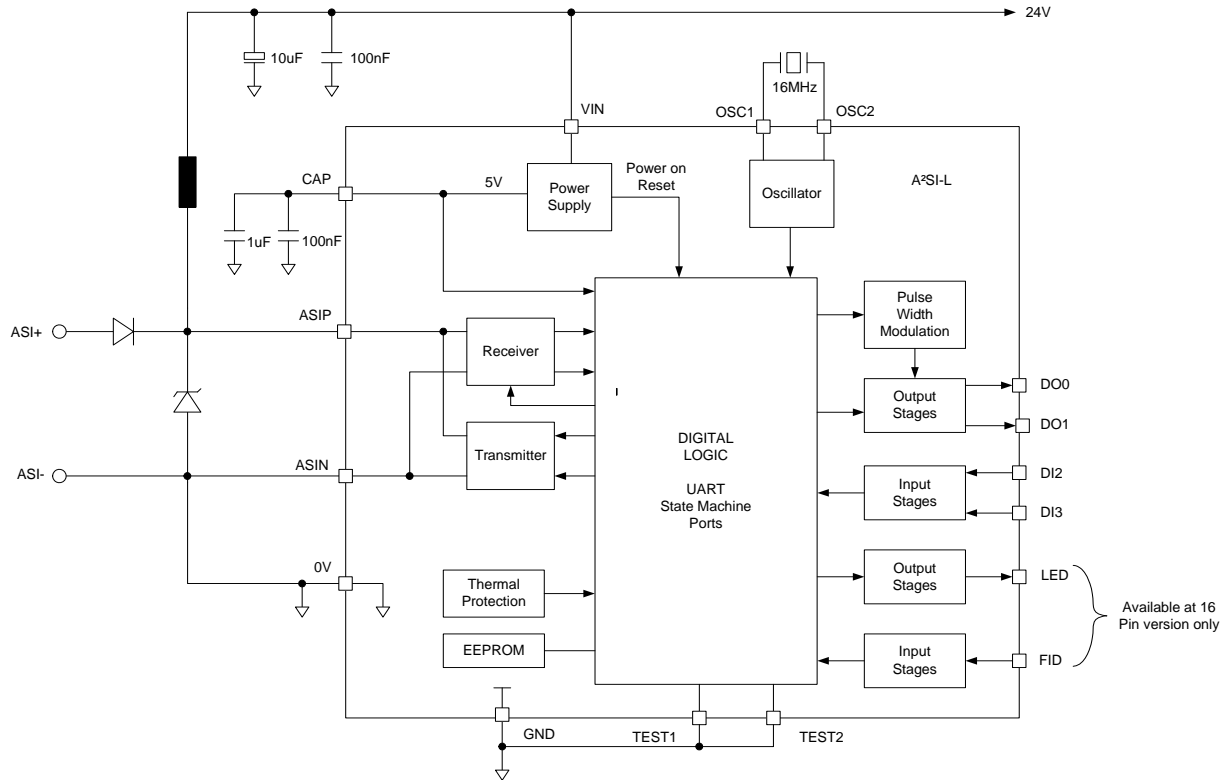 24V
10uF
100nF
16MHz
VIN
OSC1
OSC2
CAP
5V
Power
Supply
Power on
Reset
Oscillator
A²SI-L
1uF
100nF
ASI+
ASIP
Receiver
Pulse
Width
Modulation
Output
Stages
DO0
DO1
Transmitter
DIGITAL
LOGIC
UART
State Machine
Ports
ASI-
ASIN
Input
Stages
DI2
DI3
0V
Thermal
Protection
EEPROM
Output
Stages
LED
Available at 16
Pin version only
Input
Stages
FID
GND
TEST1
TEST2